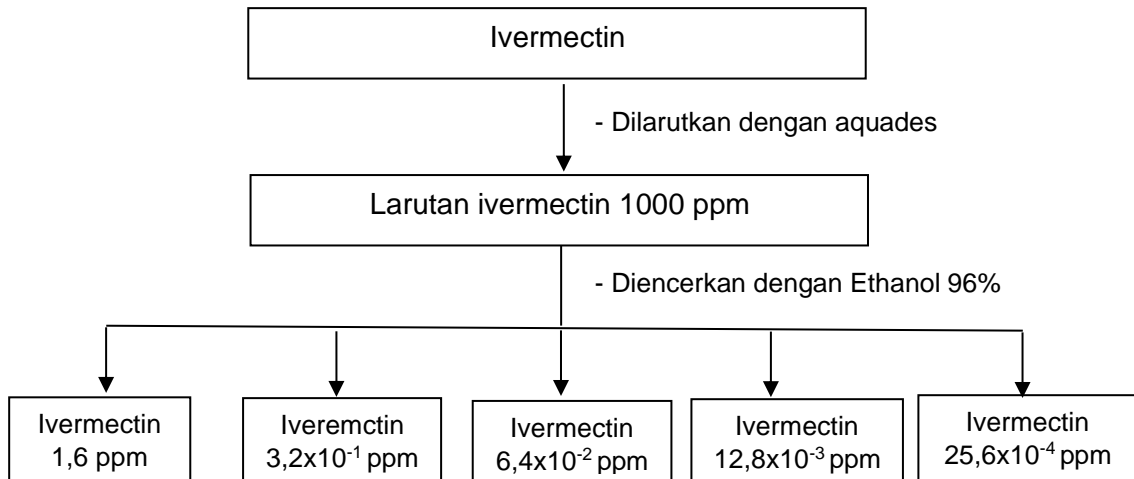 Ivermectin
- Dilarutkan dengan aquades
Larutan ivermectin 1000 ppm
- Diencerkan dengan Ethanol 96%
Ivermectin
1,6 ppm
Iveremctin
3,2x10⁻¹ ppm
Ivermectin
6,4x10⁻² ppm
Ivermectin
12,8x10⁻³ ppm
Ivermectin
25,6x10⁻⁴ ppm